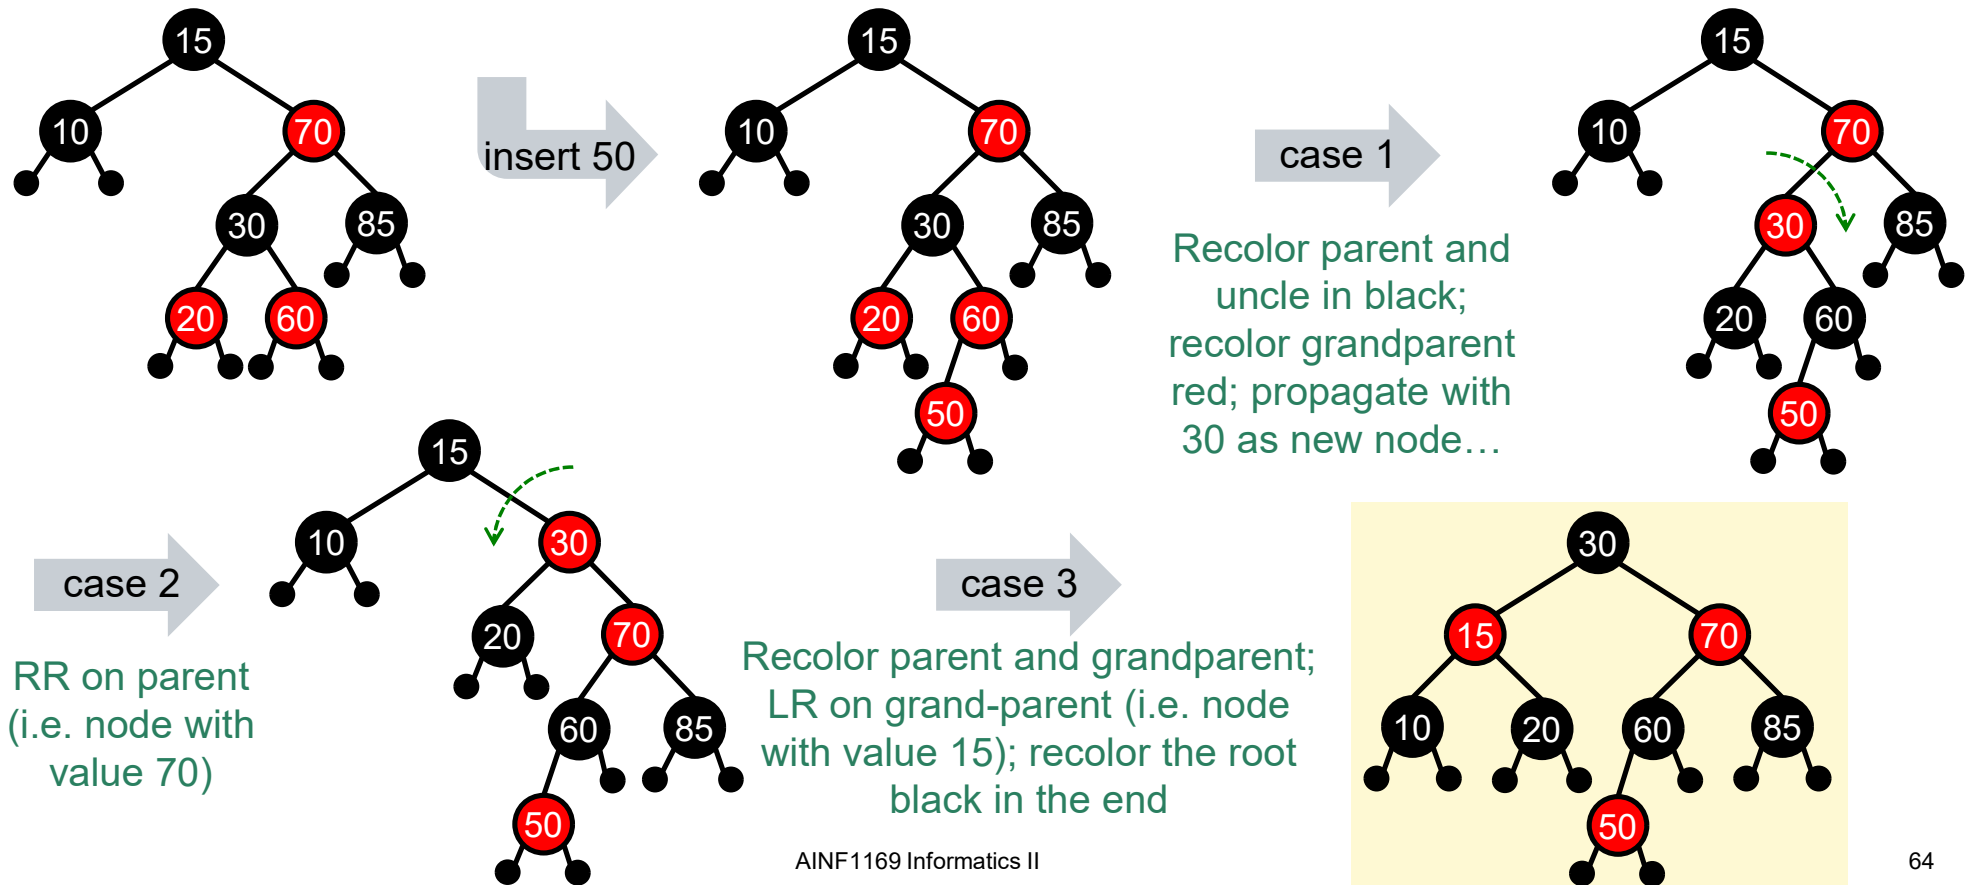 15
10
70
30
85
20
60
insert 50
15
10
70
30
85
20
60
50
case 1
Recolor parent and
uncle in black;
recolor grandparent
red; propagate with
30 as new node…
15
10
70
30
85
20
60
50
case 2
RR on parent
(i.e. node with
value 70)
15
10
30
20
70
60
85
50
case 3
Recolor parent and grandparent;
LR on grand-parent (i.e. node
with value 15); recolor the root
black in the end
30
15
70
10
20
60
85
50
AINF1169 Informatics II
64